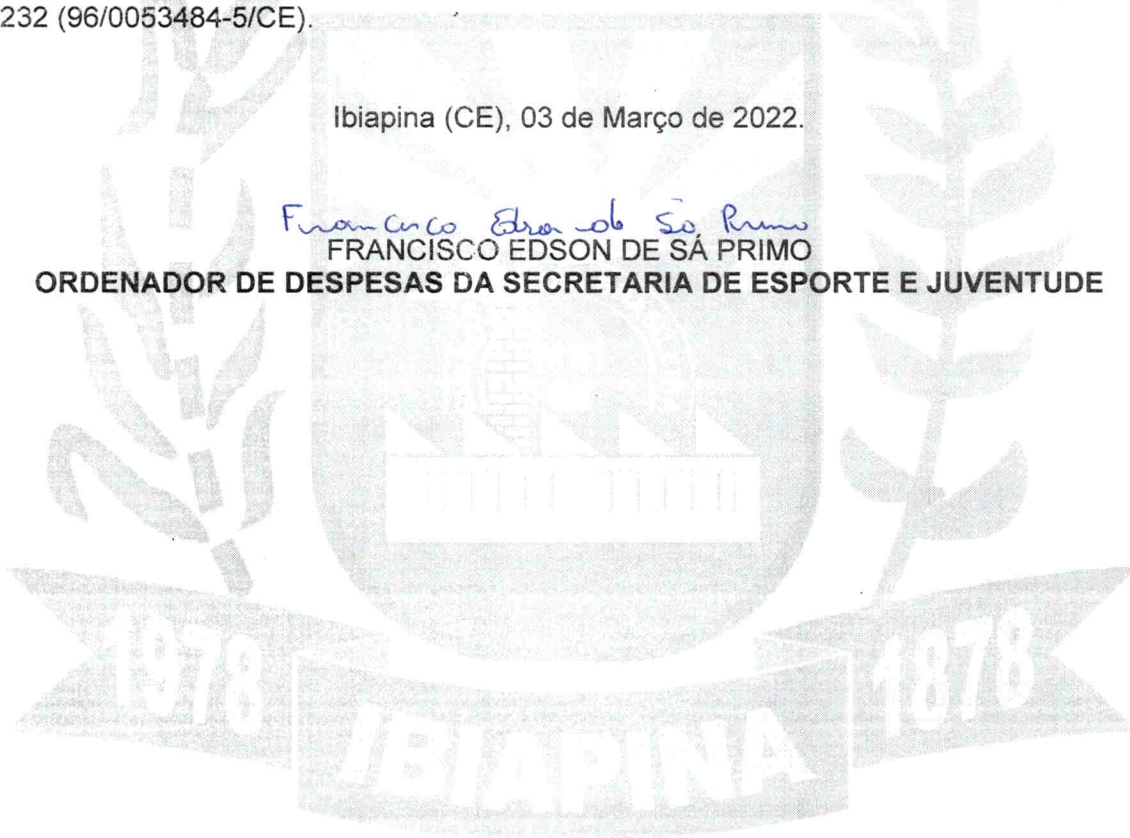 232 (96/0053484-5/CE).
Ibiapina (CE), 03 de Março de 2022.
Francisco Edson de Sá Primo
FRANCISCO EDSON DE SÁ PRIMO
ORDENADOR DE DESPESAS DA SECRETARIA DE ESPORTE E JUVENTUDE
1978
1878
IBIAPINA